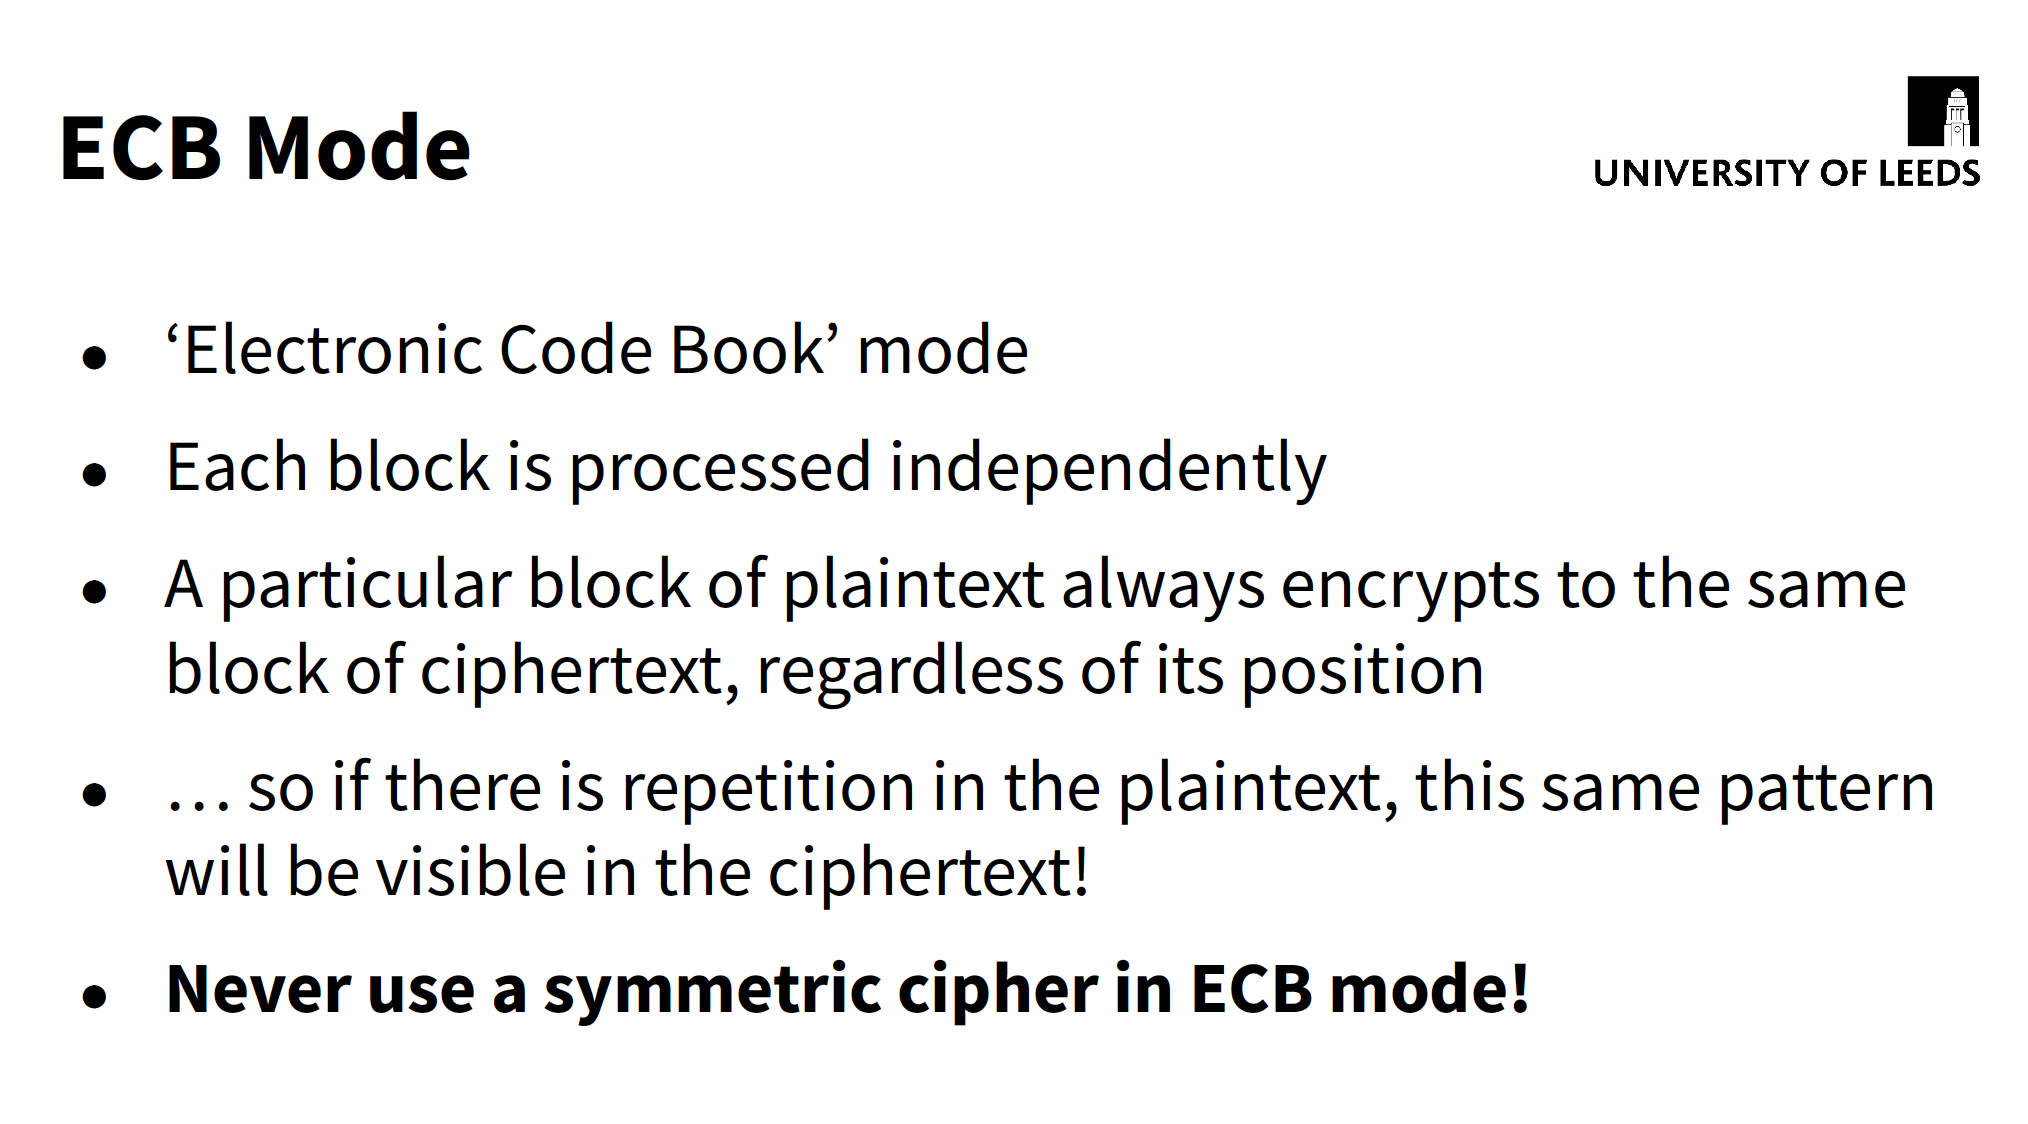 ECB Mode
UNIVERSITY OF LEEDS
● ‘Electronic Code Book’ mode
● Each block is processed independently
● A particular block of plaintext always encrypts to the same
block of ciphertext, regardless of its position
● … so if there is repetition in the plaintext, this same pattern
will be visible in the ciphertext!
● Never use a symmetric cipher in ECB mode!